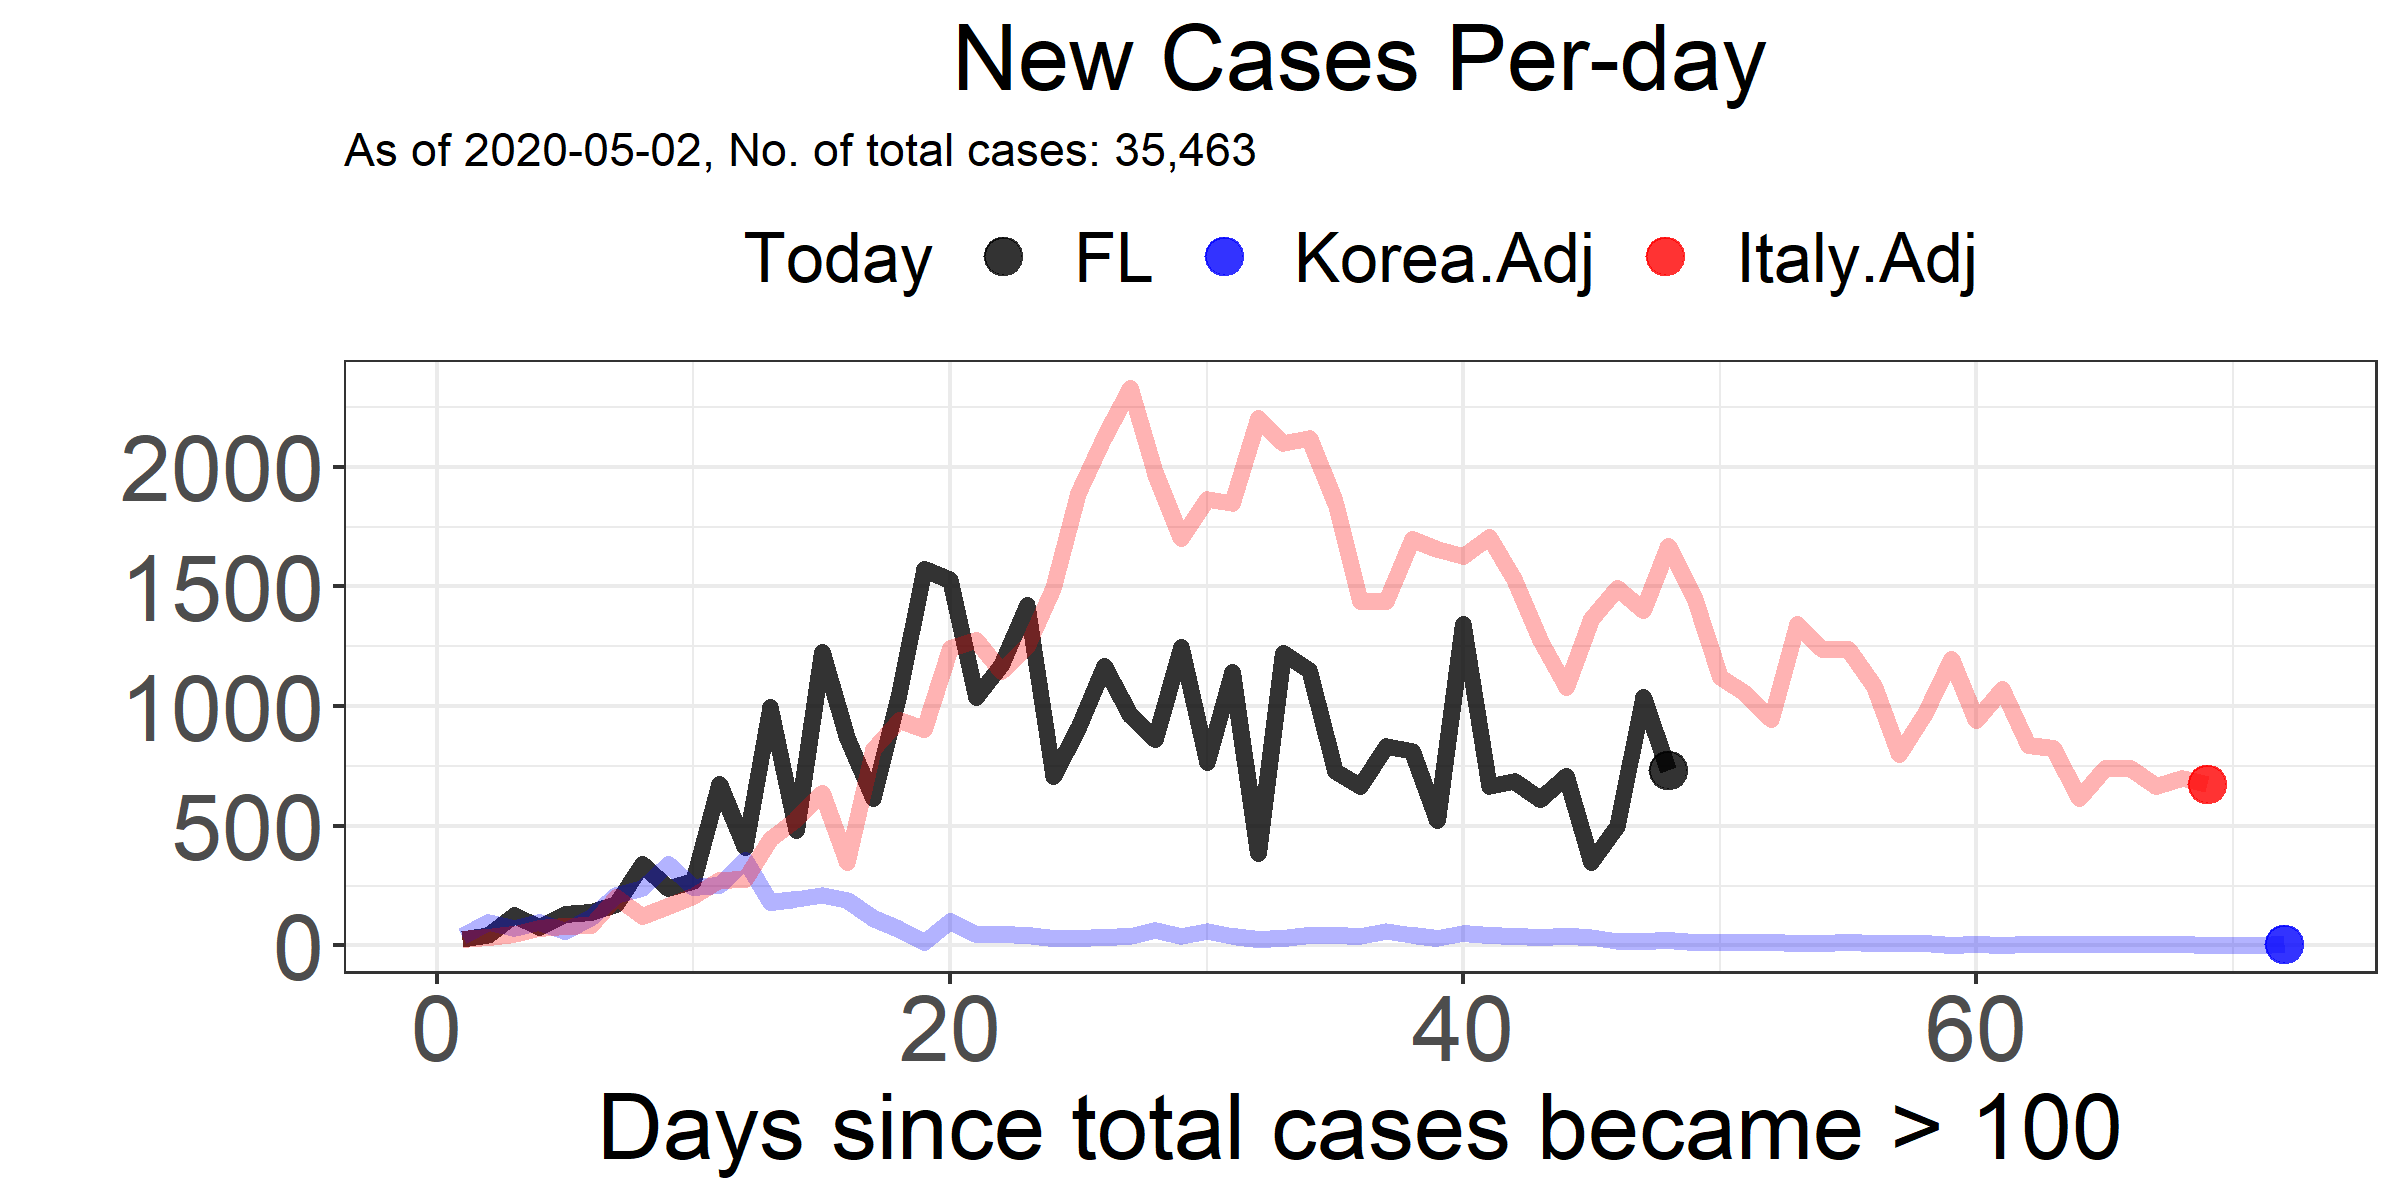 New Cases Per-day
As of 2020-05-02, No. of total cases: 35,463
Today FL Korea.Adj Italy.Adj
2000
1500
1000
500
0
0 20 40 60
Days since total cases became > 100